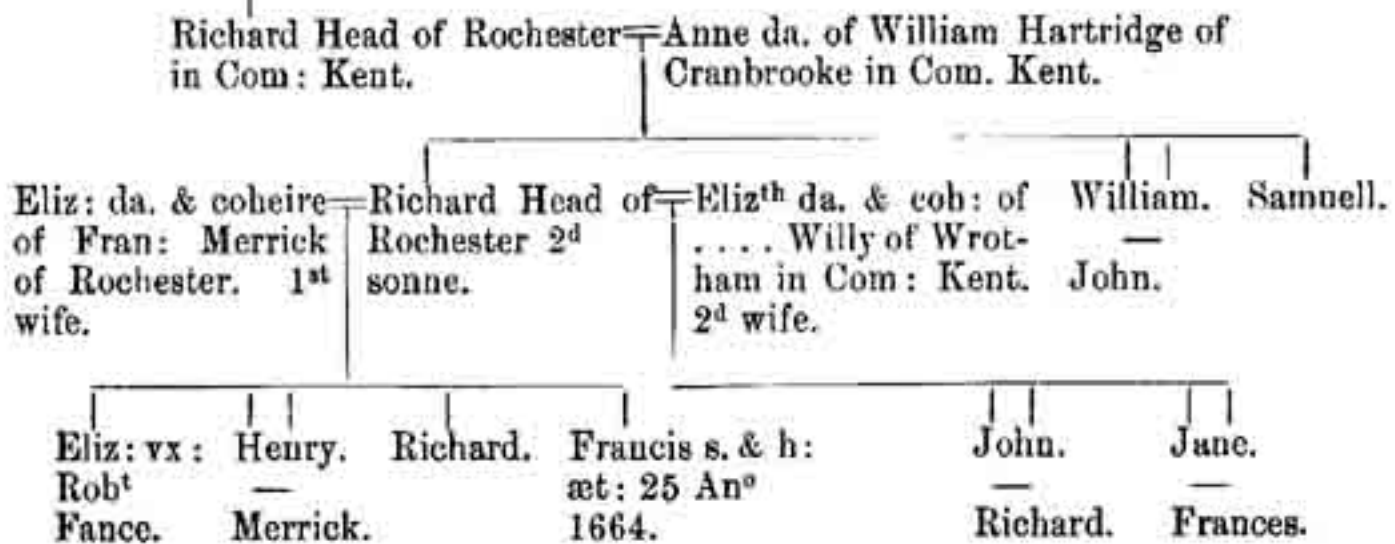 Richard Head of Rochester
in Com: Kent.
Anne da. of William Hartridge of
Cranbrooke in Com. Kent.
Eliz: da. & coheire
of Fran: Merrick
of Rochester. 1st
wife.
Richard Head of
Rochester 2d
sonne.
Elizth da. & coh: of
.... Willy of Wrot-
ham in Com: Kent.
2d wife.
William.
—
John.
Samuell.
Eliz: vx:
Robt
Fance.
Henry.
—
Merrick.
Richard.
Francis s. & h:
æt: 25 Ano
1664.
John.
—
Richard.
Jane.
—
Frances.